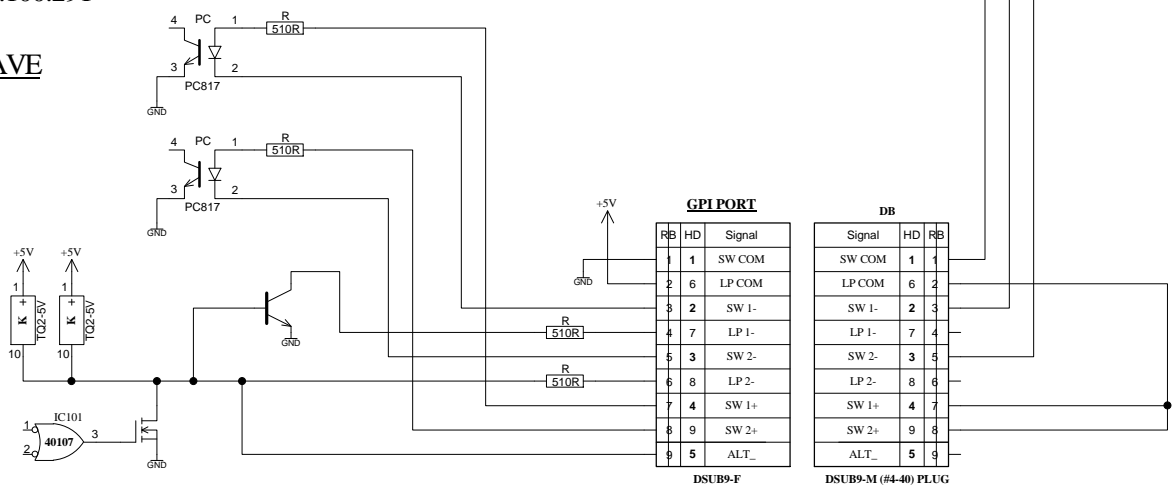 4 PC 1 R
510R
3 2
PC817
GND
4 PC 1 R
510R
3 2
PC817
GND
+5V +5V
1 1
K + K +
TQ2-5V TQ2-5V
10 10
GND
R
510R
R
510R
IC101
1
2
40107 3
GND
+5V
GND
GPI PORT
RB HD Signal
1 1 SW COM
2 6 LP COM
3 2 SW 1-
4 7 LP 1-
5 3 SW 2-
6 8 LP 2-
7 4 SW 1+
8 9 SW 2+
9 5 ALT_
DSUB9-F
DB
Signal HD RB
SW COM 1 1
LP COM 6 2
SW 1- 2 3
LP 1- 7 4
SW 2- 3 5
LP 2- 8 6
SW 1+ 4 7
SW 2+ 9 8
ALT_ 5 9
DSUB9-M (#4-40) PLUG